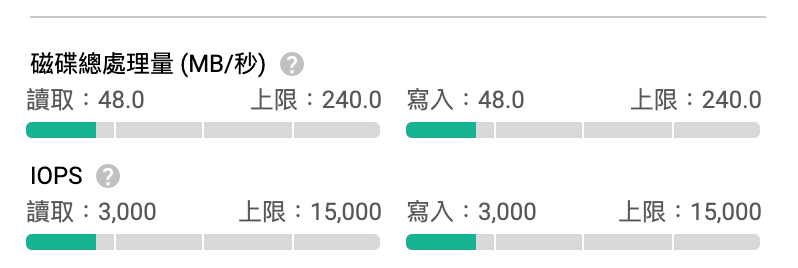 磁碟總處理量 (MB/秒) ?
讀取：48.0 上限：240.0 寫入：48.0 上限：240.0
IOPS ?
讀取：3,000 上限：15,000 寫入：3,000 上限：15,000